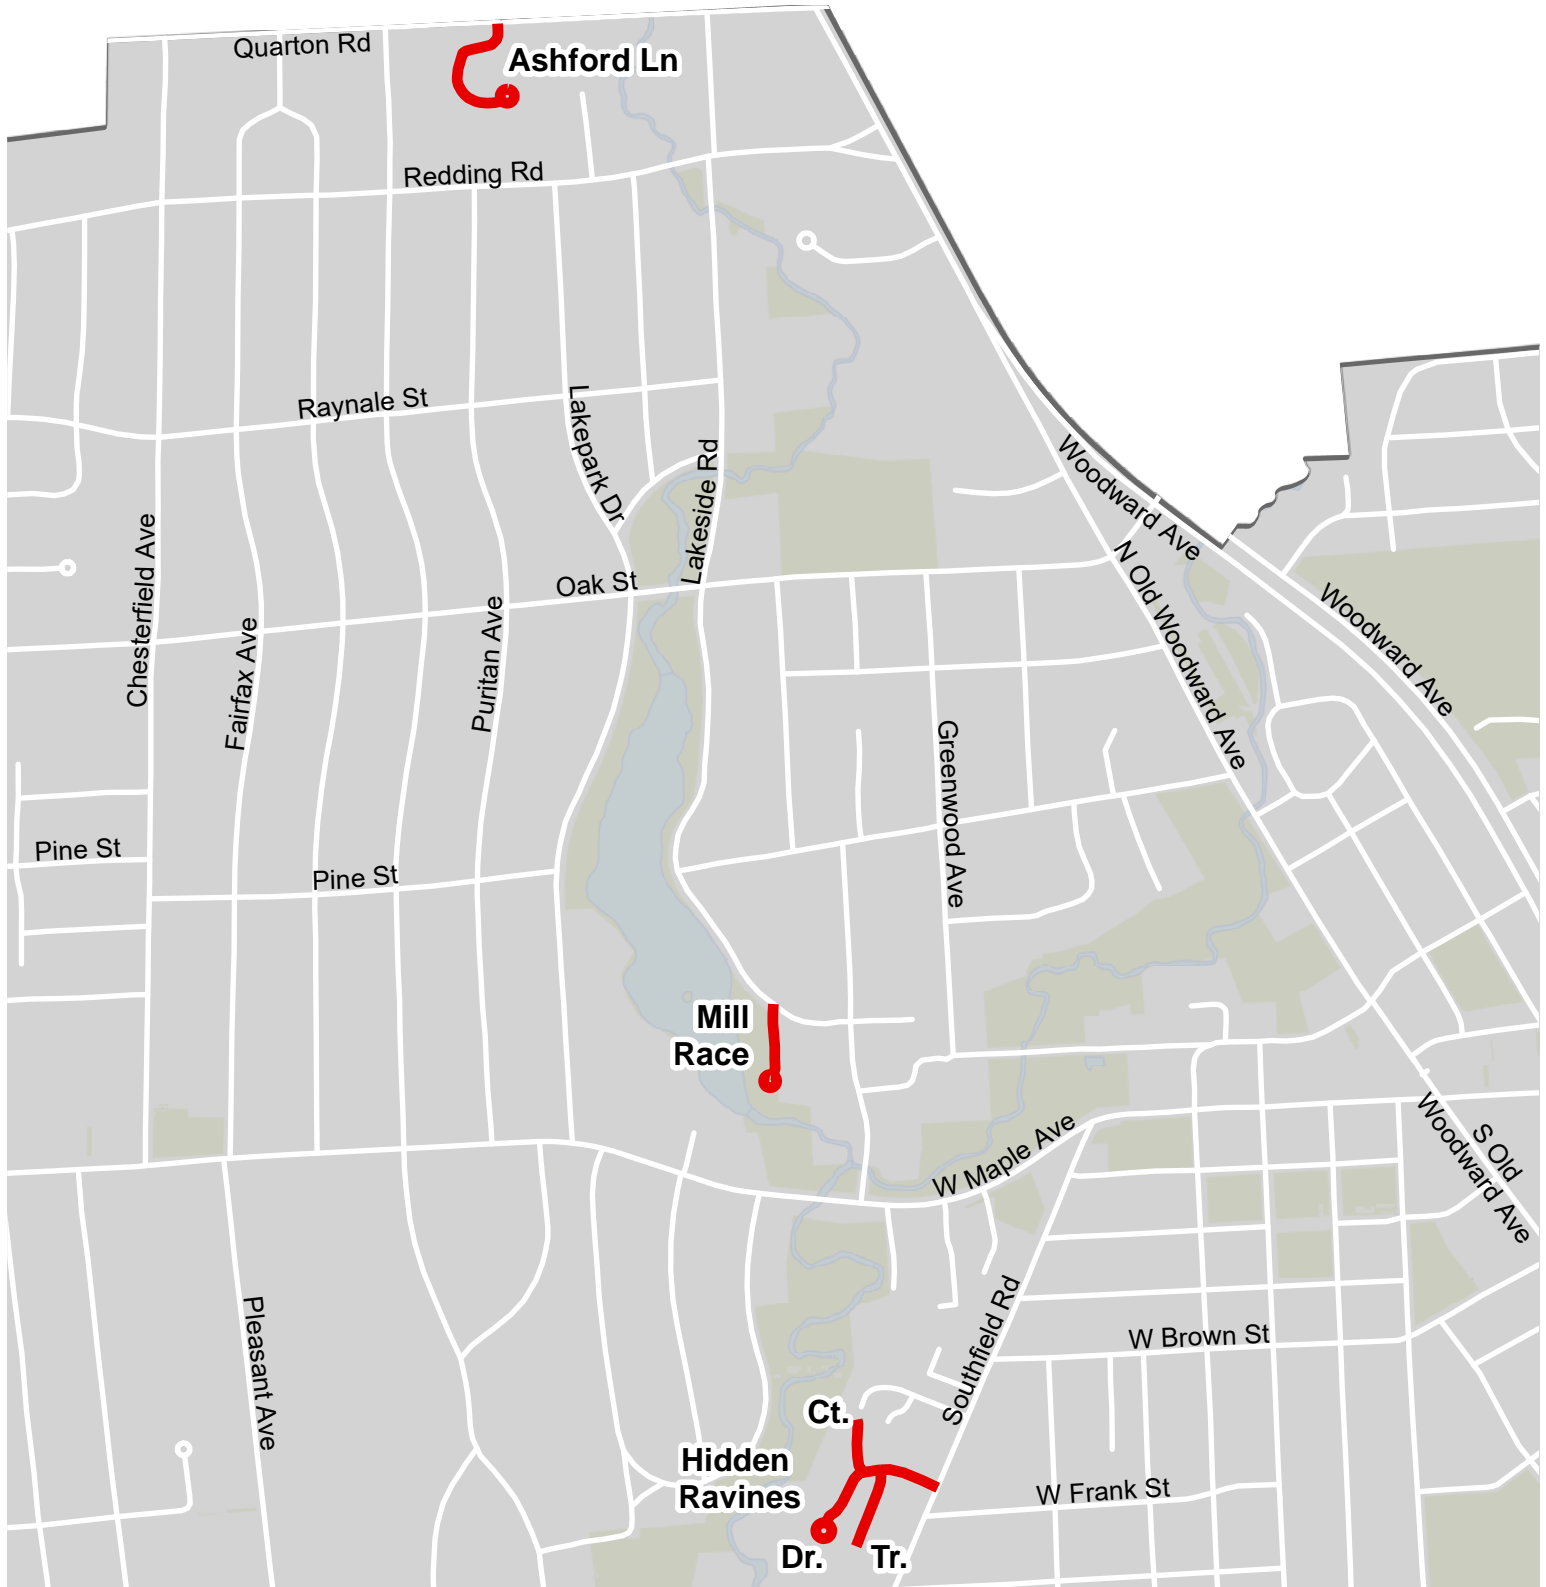 Quarton Rd
Ashford Ln
Redding Rd
Raynale St
Lakepark Dr
Lakeside Rd
Woodward Ave
Chesterfield Ave
N Old Woodward Ave
Oak St
Woodward Ave
Fairfax Ave
Puritan Ave
Greenwood Ave
Pine St
Pine St
Mill
Race
W Maple Ave
S Old
Woodward Ave
Pleasant Ave
Southfield Rd
W Brown St
Ct.
Hidden
Ravines
W Frank St
Dr.
Tr.